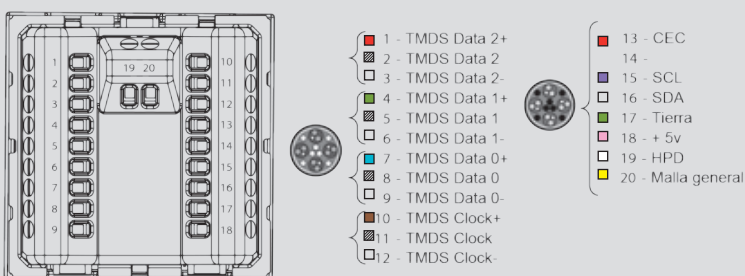 1
2
3
4
5
6
7
8
9
19 20
10
11
12
13
14
15
16
17
18
1 - TMDS Data 2+
2 - TMDS Data 2
3 - TMDS Data 2-
4 - TMDS Data 1+
5 - TMDS Data 1
6 - TMDS Data 1-
7 - TMDS Data 0+
8 - TMDS Data 0
9 - TMDS Data 0-
10 - TMDS Clock+
11 - TMDS Clock
12 - TMDS Clock-
13 - CEC
14 -
15 - SCL
16 - SDA
17 - Tierra
18 - + 5v
19 - HPD
20 - Malla general